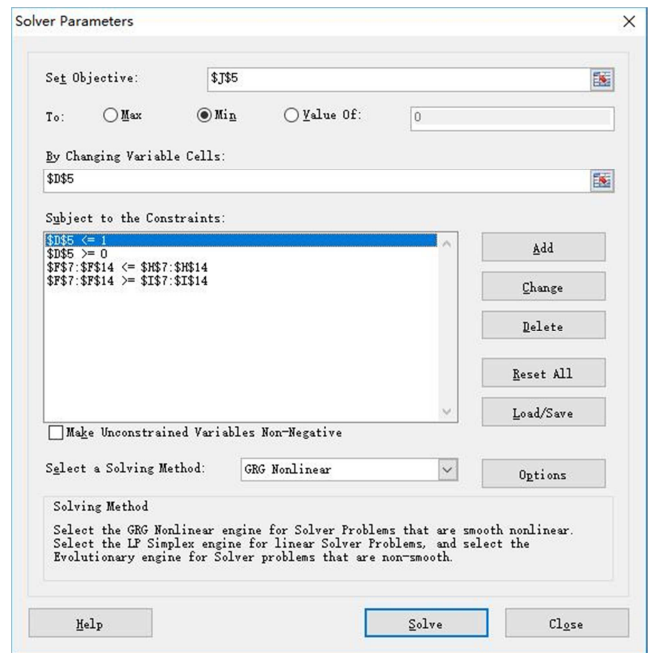 Solver Parameters
Set Objective: $J$5
To: Max Min Value Of: 0
By Changing Variable Cells:
$D$5
Subject to the Constraints:
$D$5 <= 1
$D$5 >= 0
$F$7:$F$14 <= $H$7:$H$14
$F$7:$F$14 >= $I$7:$I$14
Add
Change
Delete
Reset All
Load/Save
Make Unconstrained Variables Non-Negative
Select a Solving Method: GRG Nonlinear Options
Solving Method
Select the GRG Nonlinear engine for Solver Problems that are smooth nonlinear.
Select the LP Simplex engine for linear Solver Problems, and select the
Evolutionary engine for Solver problems that are non-smooth.
Help Solve Close